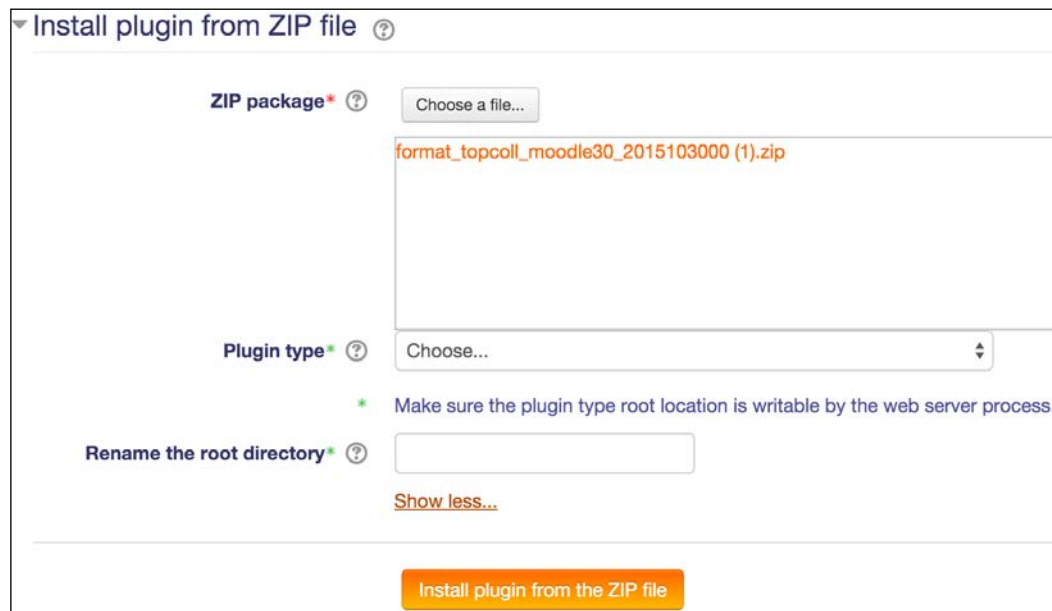 Install plugin from ZIP file ?
ZIP package* ? Choose a file...
format_topcoll_moodle30_2015103000 (1).zip
Plugin type* ? Choose...
* Make sure the plugin type root location is writable by the web server process
Rename the root directory* ?
Show less...
Install plugin from the ZIP file